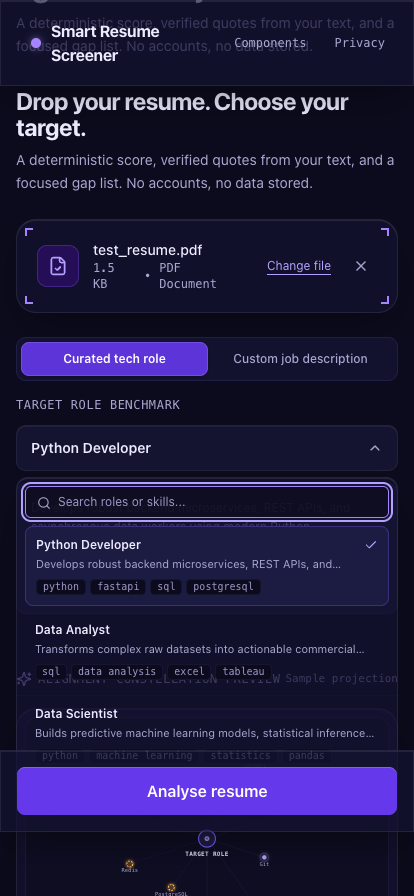 Smart Resume
Screener
Components
Privacy
A deterministic score, verified quotes from your text, and a
focused gap list. No accounts, no data stored.
Drop your resume. Choose your
target.
A deterministic score, verified quotes from your text, and a
focused gap list. No accounts, no data stored.
test_resume.pdf
1.5
KB
•
PDF
Document
Change file
Curated tech role
Custom job description
TARGET ROLE BENCHMARK
Python Developer
Search roles or skills...
Python Developer
Develops robust backend microservices, REST APIs, and...
python fastapi sql postgresql
Data Analyst
Transforms complex raw datasets into actionable commercial...
sql data analysis excel tableau
ALIGNMENT CONSTELLATION PREVIEW Sample projection
Data Scientist
Builds predictive machine learning models, statistical inference...
python machine learning statistics pandas
Analyse resume
TARGET ROLE
Redis
Git
PostgreSQL